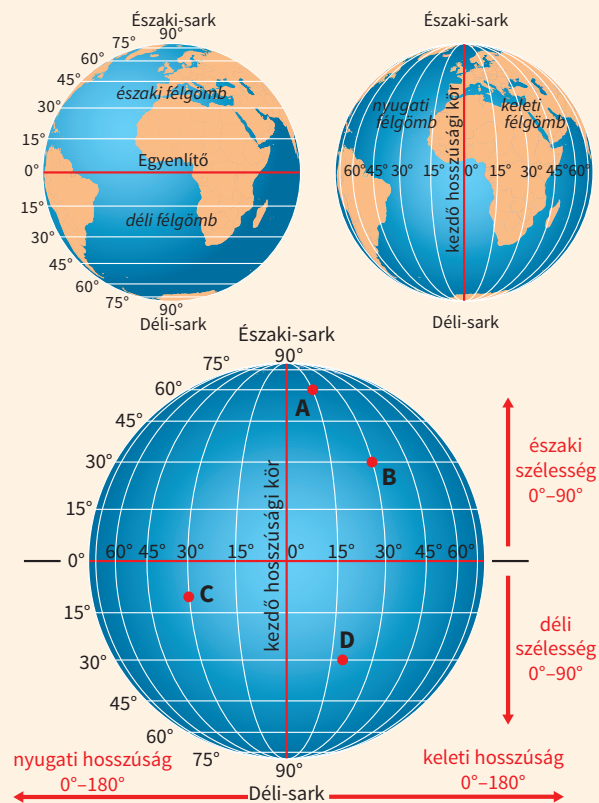 Északi-sark
90°
75°
60°
45°
30°
15°
0°
15°
30°
45°
60°
75°
90°
északi félgömb
Egyenlítő
déli félgömb
Déli-sark
Északi-sark
nyugati
félgömb
keleti
félgömb
kezdő hosszúsági kör
60° 45° 30° 15° 0° 15° 30° 45° 60°
Déli-sark
Északi-sark
90°
75°
60°
45°
30°
15°
0°
15°
30°
45°
60°
75°
90°
A
B
kezdő hosszúsági kör
60° 45° 30° 15° 0° 15° 30° 45° 60°
C
D
északi
szélesség
0°–90°
déli
szélesség
0°–90°
nyugati hosszúság
0°–180°
keleti hosszúság
0°–180°
Déli-sark